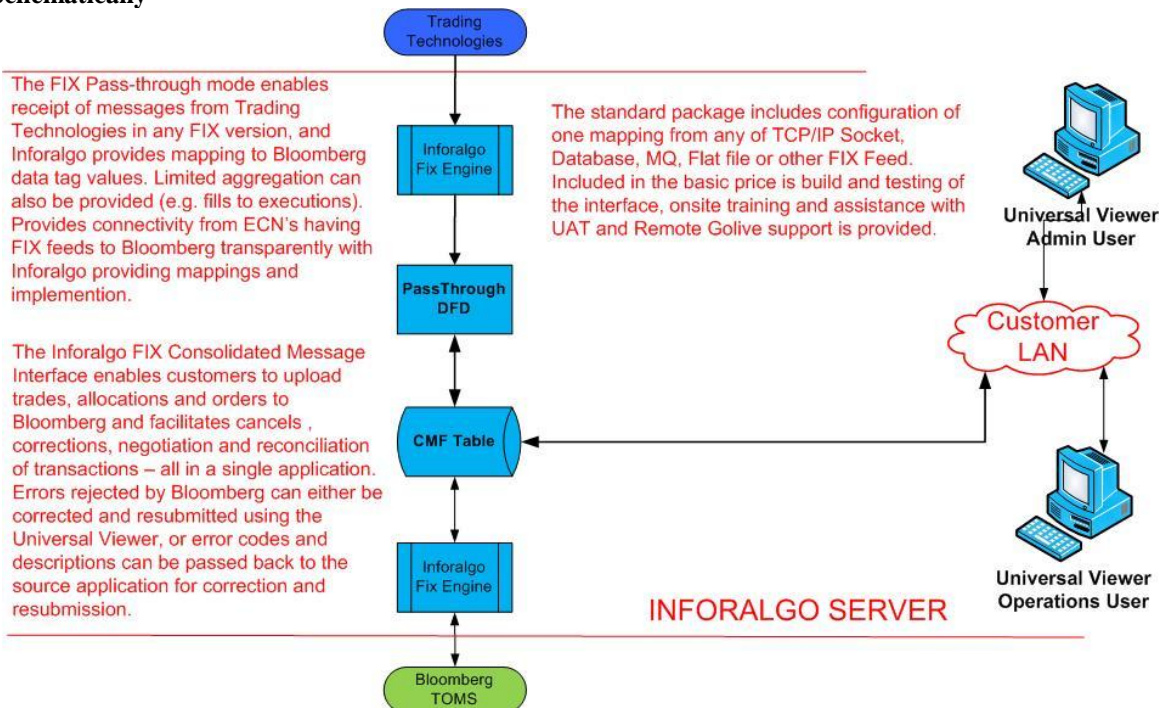 schematically
Trading
Technologies
The FIX Pass-through mode enables
receipt of messages from Trading
Technologies in any FIX version, and
Inforalgo provides mapping to Bloomberg
data tag values. Limited aggregation can
also be provided (e.g. fills to executions).
Provides connectivity from ECN's having
FIX feeds to Bloomberg transparently with
Inforalgo providing mappings and
implemention.
Inforalgo
Fix Engine
The standard package includes configuration of
one mapping from any of TCP/IP Socket,
Database, MQ, Flat file or other FIX Feed.
Included in the basic price is build and testing of
the interface, onsite training and assistance with
UAT and Remote Golive support is provided.
Universal Viewer
Admin User
PassThrough
DFD
Customer
LAN
The Inforalgo FIX Consolidated Message
Interface enables customers to upload
trades, allocations and orders to
Bloomberg and facilitates cancels ,
corrections, negotiation and reconciliation
of transactions – all in a single application.
Errors rejected by Bloomberg can either be
corrected and resubmitted using the
Universal Viewer, or error codes and
descriptions can be passed back to the
source application for correction and
resubmission.
CMF Table
Inforalgo
Fix Engine
Universal Viewer
Operations User
INFORALGO SERVER
Bloomberg
TOMS